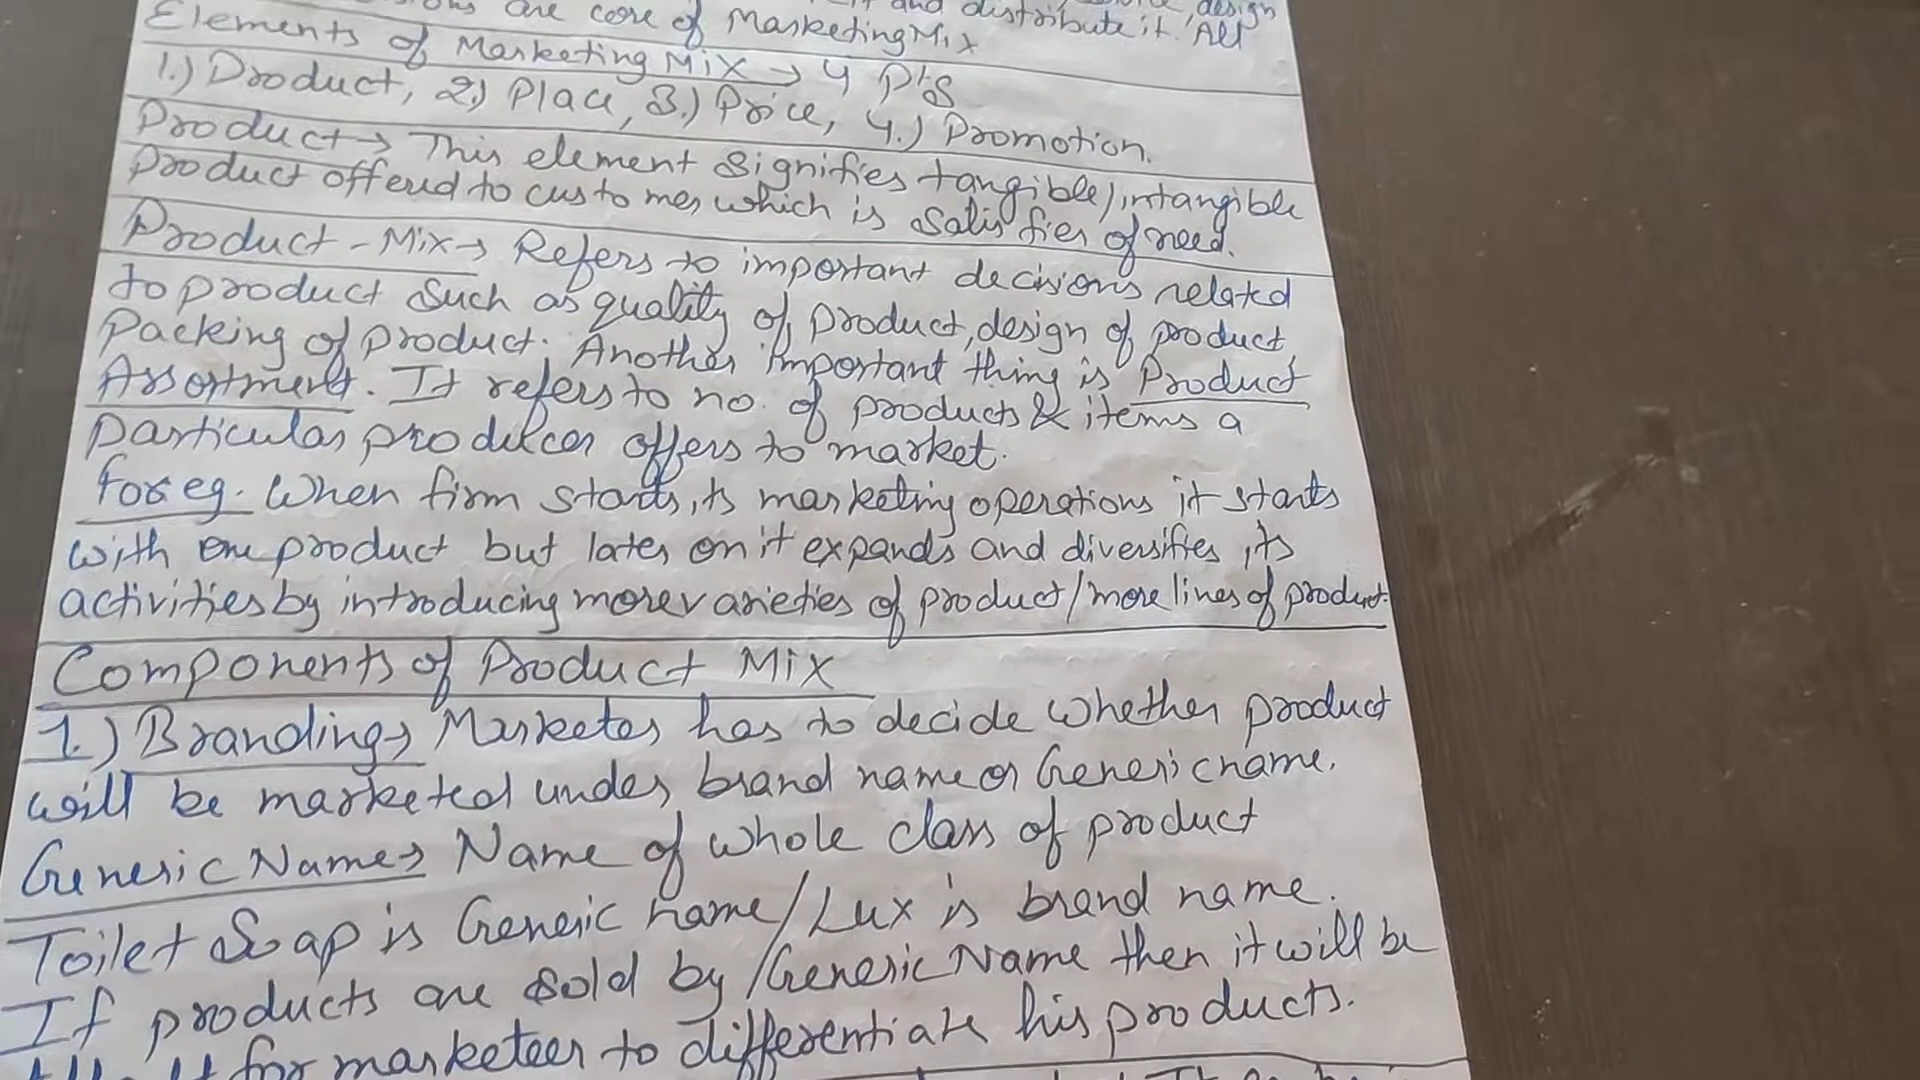 are core of Marketing Mix and distribute it. All design
Elements of Marketing Mix → 4 P's
1.) Product, 2.) Place, 3.) Price, 4.) Promotion.
Product → This element signifies tangible/intangible
product offered to customer which is satisfier of need.
Product - Mix → Refers to important decisions related
to product such as quality of product, design of product,
Packing of product. Another important thing is Product
Assortment. It refers to no. of products & items a
particular producer offers to market.
For eg. When firm starts its marketing operations it starts
with one product but later on it expands and diversifies its
activities by introducing more varieties of product/more lines of product.
Components of Product Mix
1.) Branding → Marketer has to decide whether product
will be marketed under brand name or Generic name.
Generic Name → Name of whole class of product
Toilet Soap is Generic name/Lux is brand name.
If products are sold by/Generic Name then it will be
for marketeer to differentiate his products.